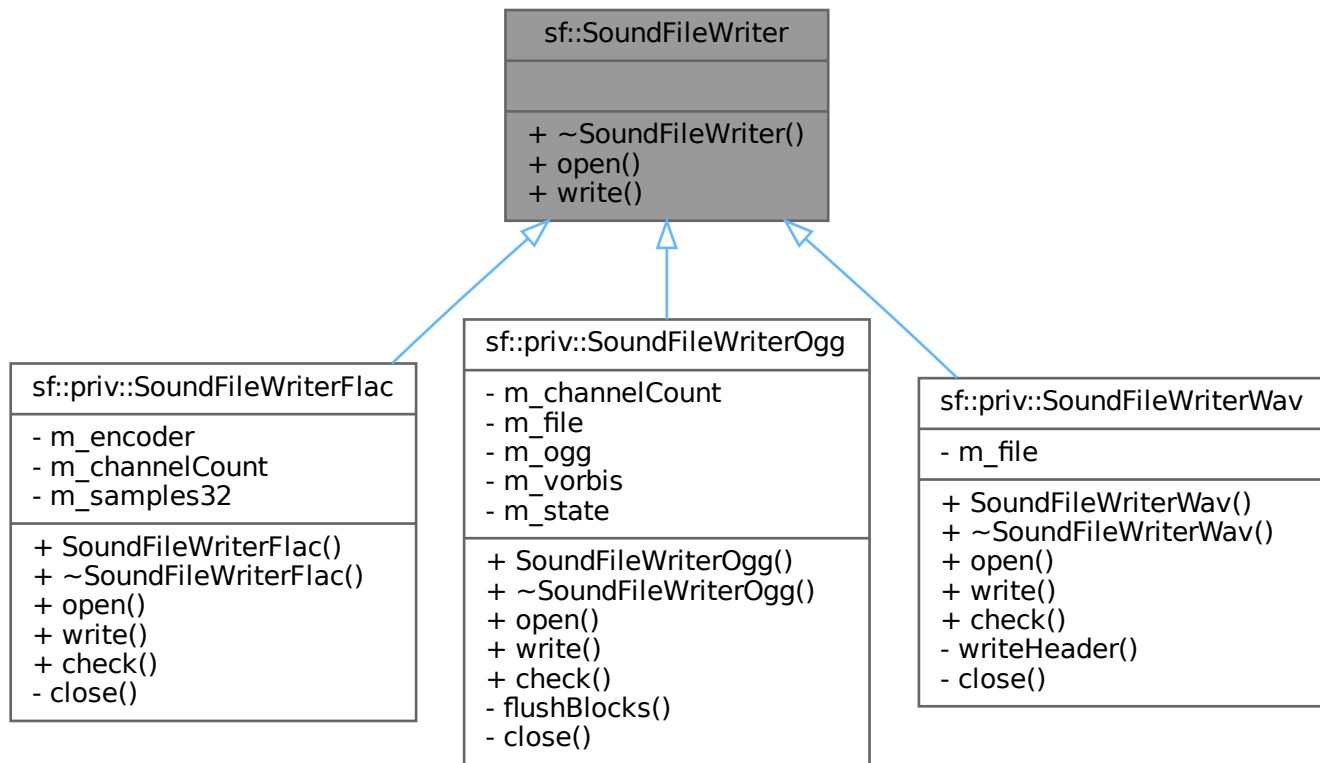 sf::SoundFileWriter
+ ~SoundFileWriter()
+ open()
+ write()
sf::priv::SoundFileWriterFlac
- m_encoder
- m_channelCount
- m_samples32
+ SoundFileWriterFlac()
+ ~SoundFileWriterFlac()
+ open()
+ write()
+ check()
- close()
sf::priv::SoundFileWriterOgg
- m_channelCount
- m_file
- m_ogg
- m_vorbis
- m_state
+ SoundFileWriterOgg()
+ ~SoundFileWriterOgg()
+ open()
+ write()
+ check()
- flushBlocks()
- close()
sf::priv::SoundFileWriterWav
- m_file
+ SoundFileWriterWav()
+ ~SoundFileWriterWav()
+ open()
+ write()
+ check()
- writeHeader()
- close()